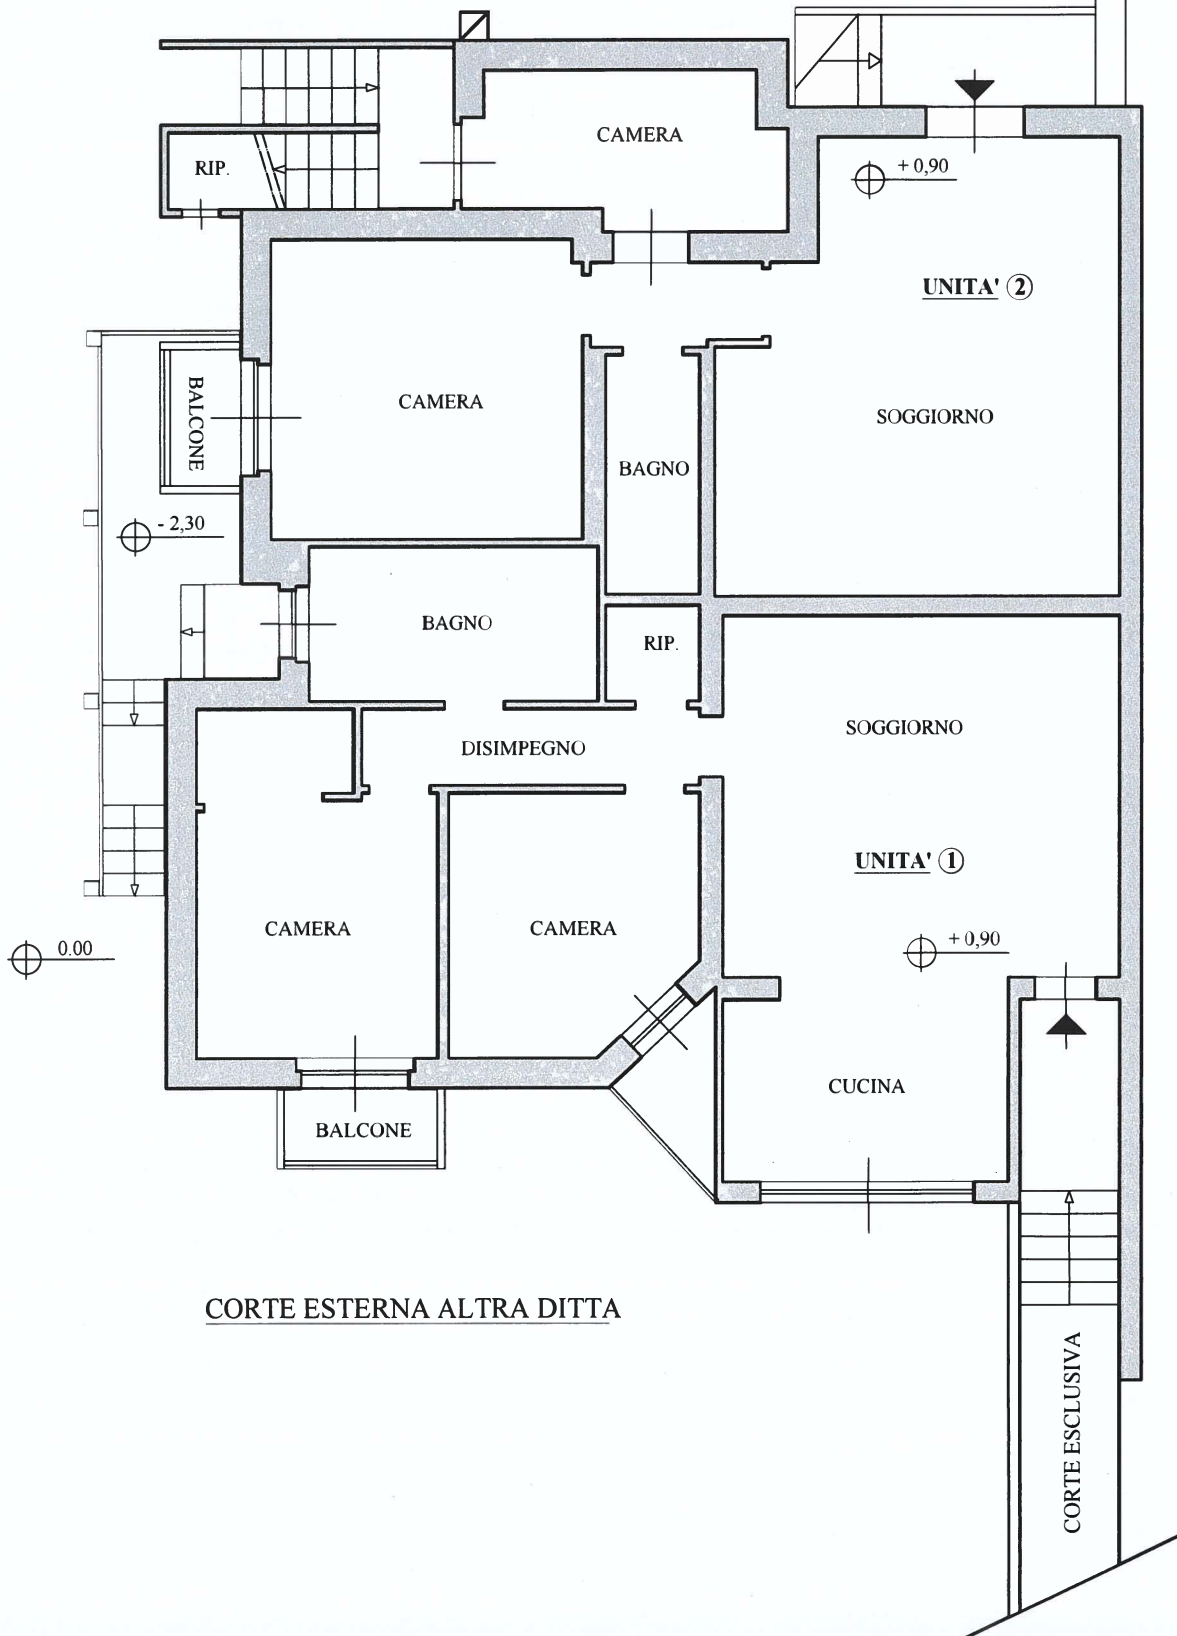 CAMERA
RIP.
+ 0,90
UNITA' 2
BALCONE
CAMERA
SOGGIORNO
BAGNO
- 2,30
BAGNO
RIP.
SOGGIORNO
DISIMPEGNO
UNITA' 1
CAMERA
CAMERA
+ 0,90
0.00
CUCINA
BALCONE
CORTE ESTERNA ALTRA DITTA
CORTE ESCLUSIVA